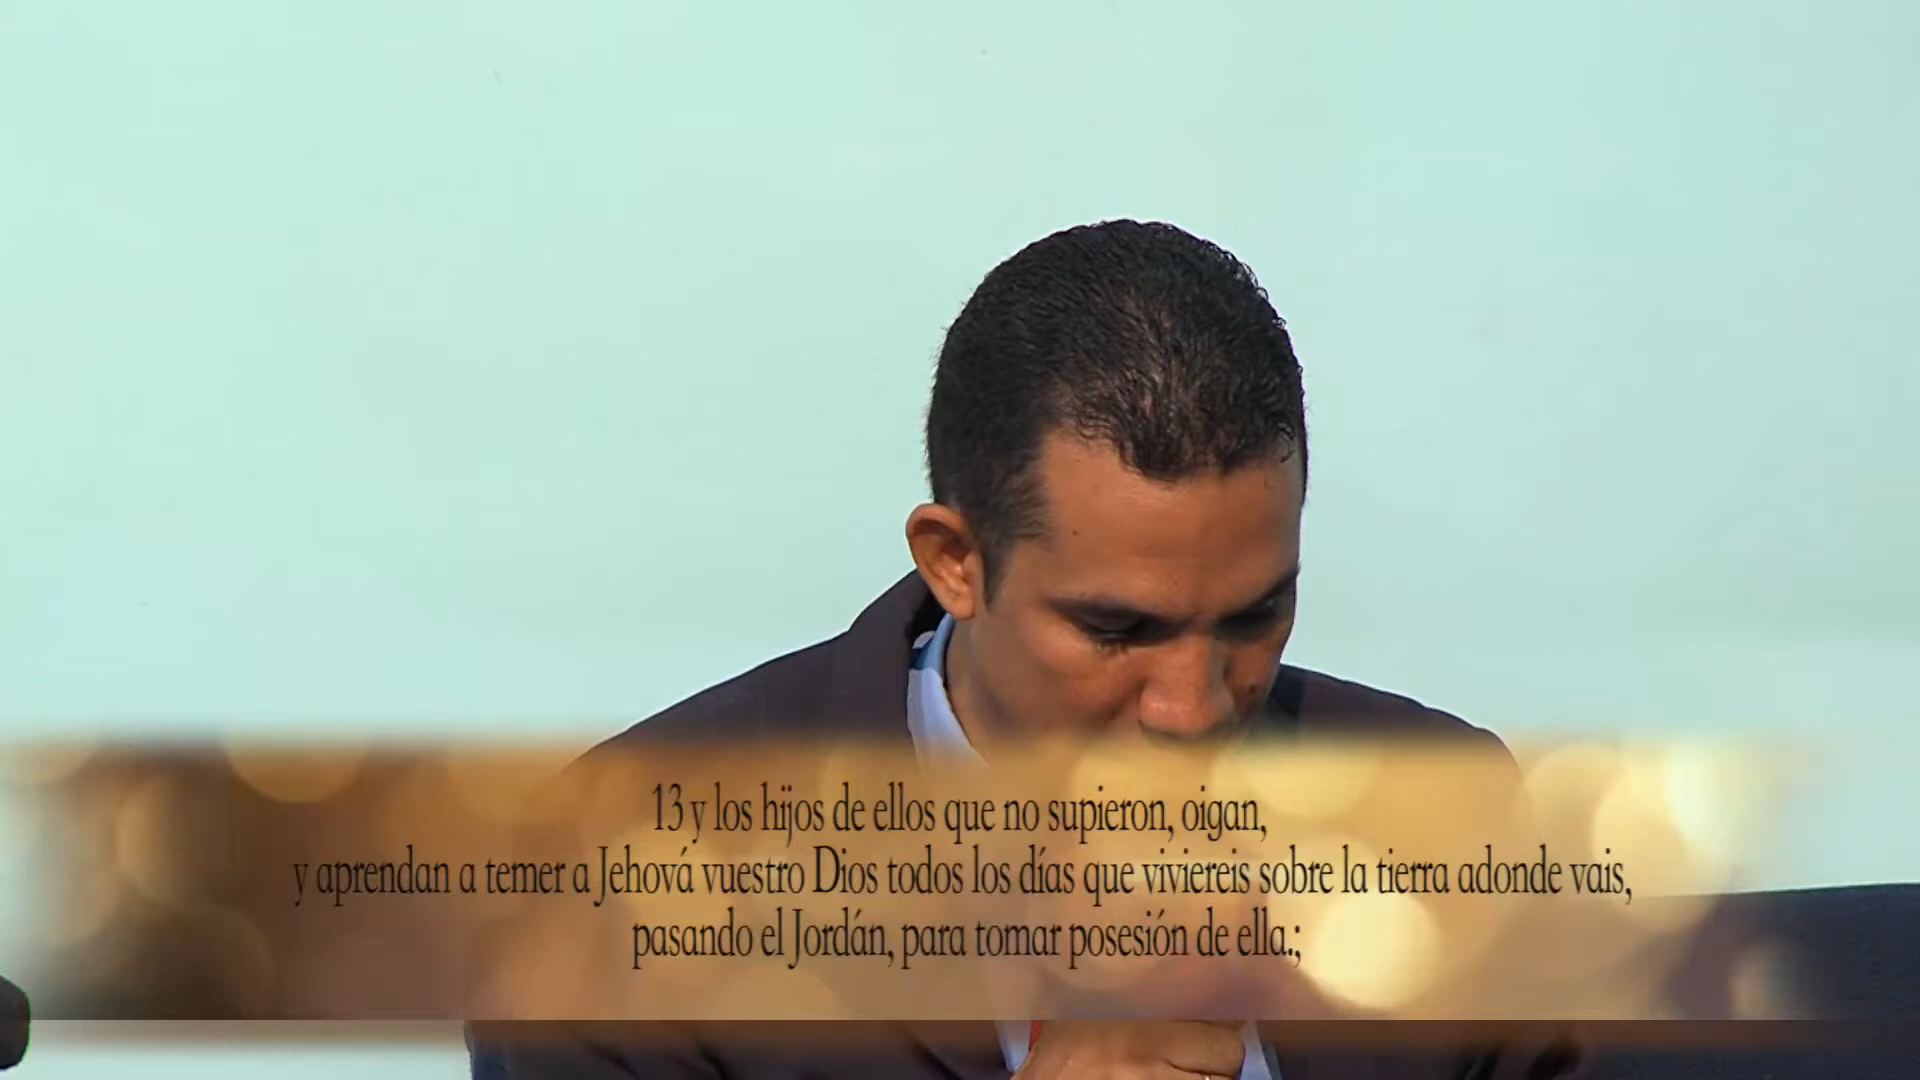 13 y los hijos de ellos que no supieron, oigan,
y aprendan a temer a Jehová vuestro Dios todos los días que viviereis sobre la tierra adonde vais,
pasando el Jordán, para tomar posesión de ella.;